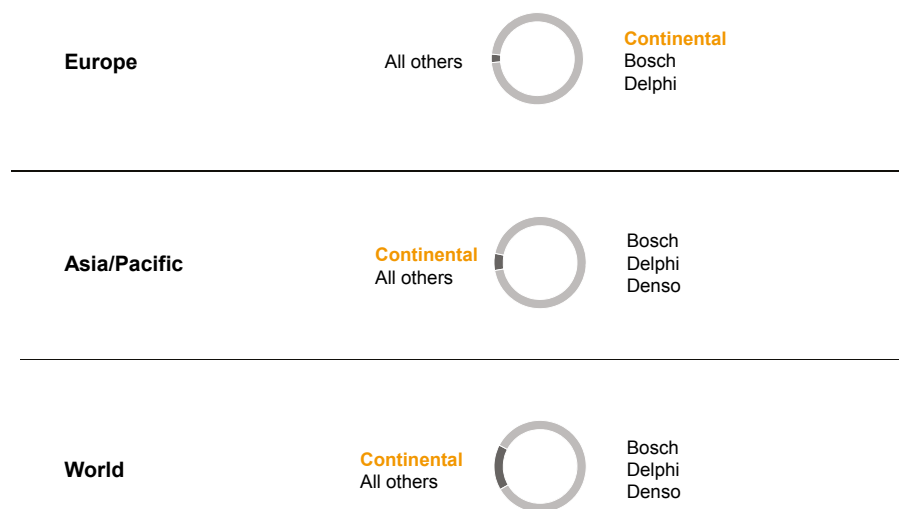 Europe
All others
Continental
Bosch
Delphi
Asia/Pacific
Continental
All others
Bosch
Delphi
Denso
World
Continental
All others
Bosch
Delphi
Denso